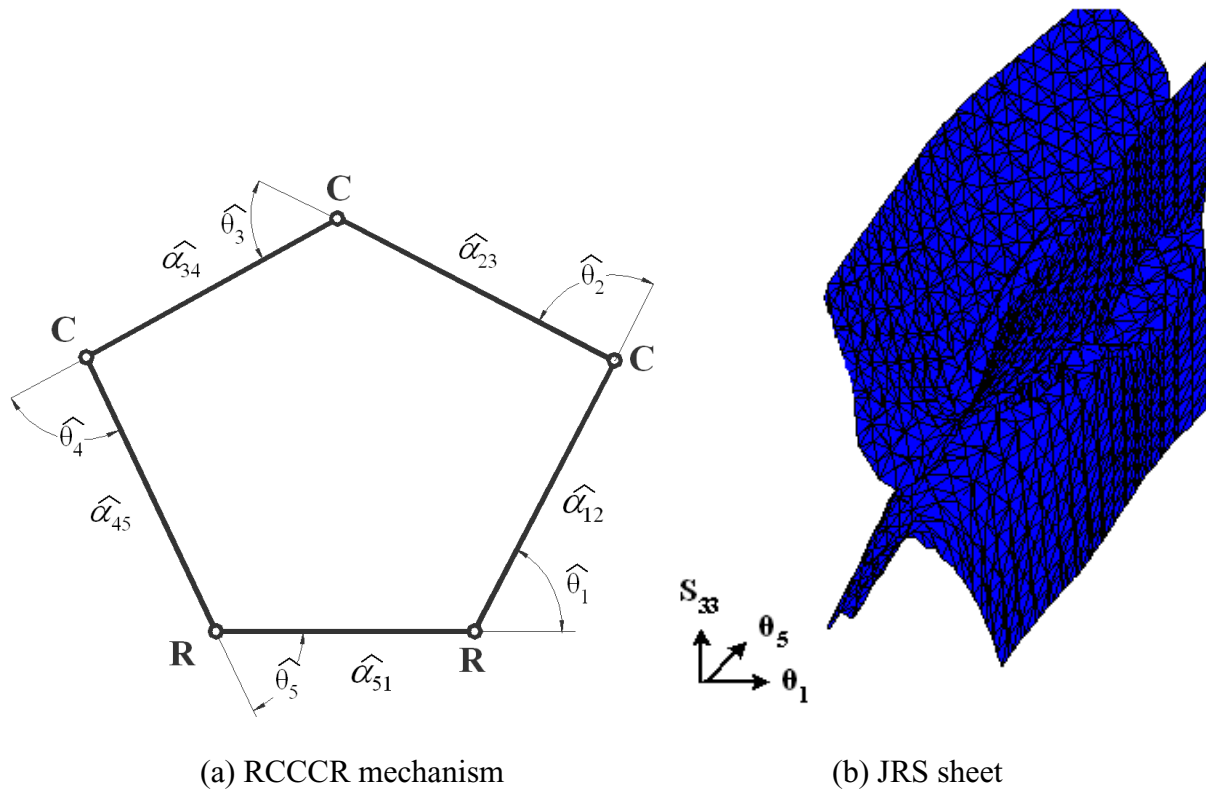 C
θ̂₃
α̂₃₄
α̂₂₃
θ̂₂
C
C
θ̂₄
α̂₄₅
α̂₁₂
θ̂₁
R
θ̂₅
α̂₅₁
R
(a) RCCCR mechanism
S₃₃
θ₅
θ₁
(b) JRS sheet